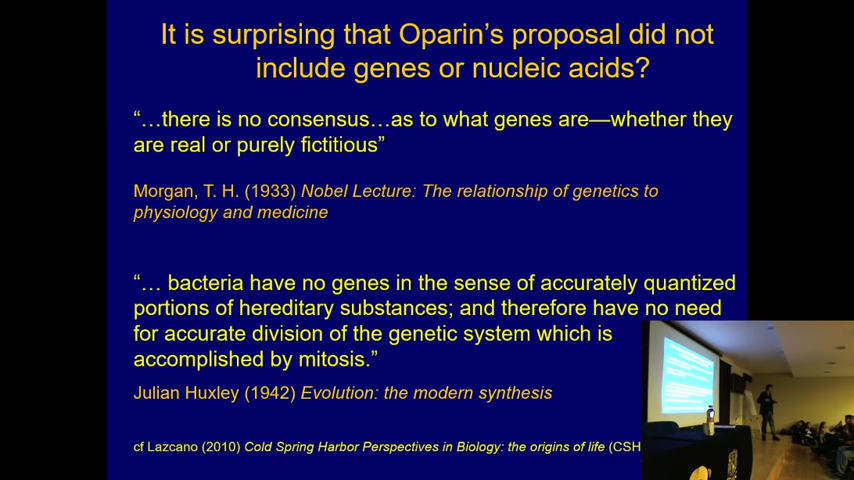 It is surprising that Oparin’s proposal did not
include genes or nucleic acids?
“…there is no consensus…as to what genes are—whether they
are real or purely fictitious”
Morgan, T. H. (1933) Nobel Lecture: The relationship of genetics to
physiology and medicine
“… bacteria have no genes in the sense of accurately quantized
portions of hereditary substances; and therefore have no need
for accurate division of the genetic system which is
accomplished by mitosis.”
Julian Huxley (1942) Evolution: the modern synthesis
cf Lazcano (2010) Cold Spring Harbor Perspectives in Biology: the origins of life (CSH